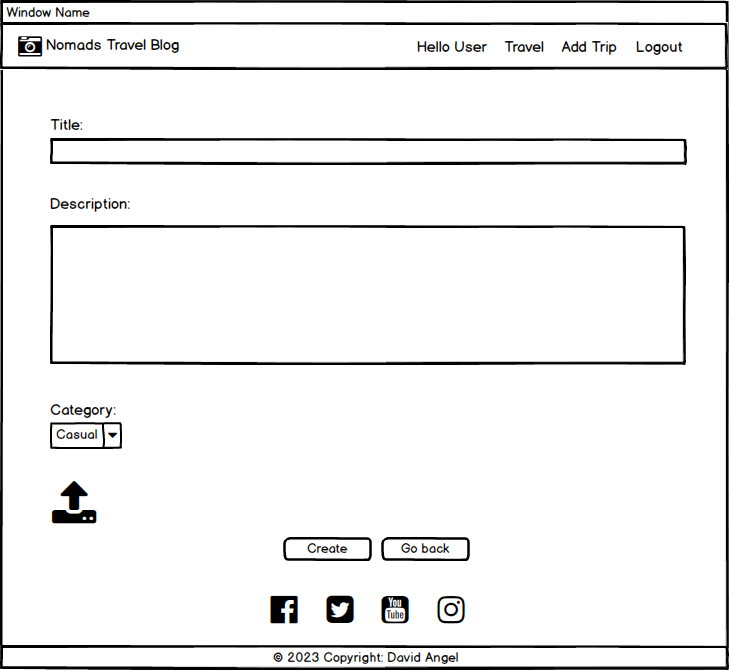 Window Name
Nomads Travel Blog
Hello User Travel Add Trip Logout
Title:
Description:
Category:
Casual
Create Go back
You
Tube
© 2023 Copyright: David Angel